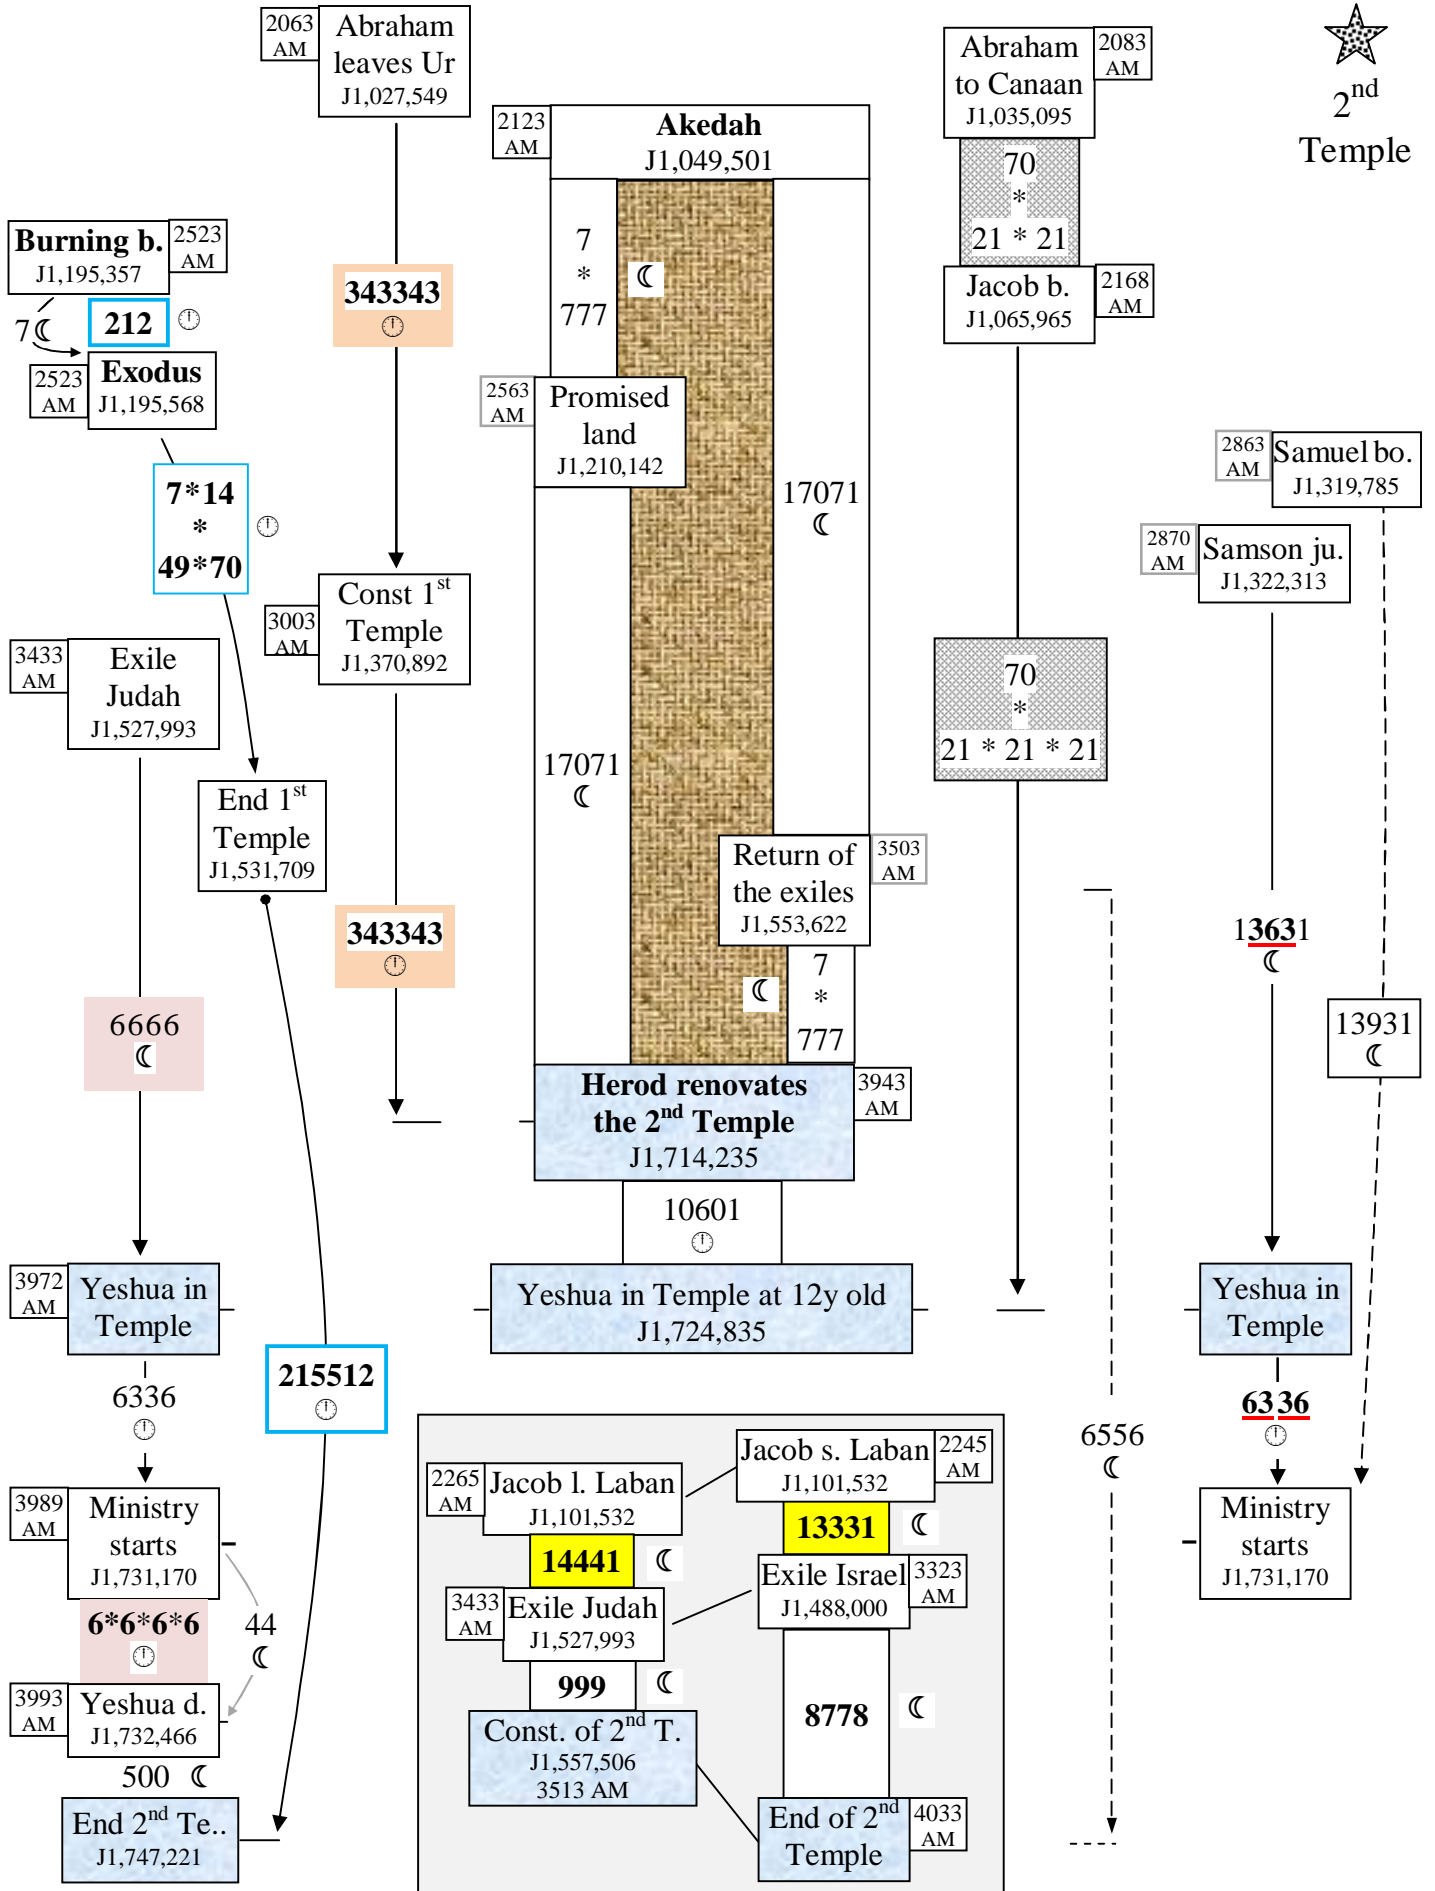 2063
AM
Abraham
leaves Ur
J1,027,549
Abraham
to Canaan
J1,035,095
2083
AM
2nd
Temple
2123
AM
Akedah
J1,049,501
70
*
21 * 21
Burning b.
J1,195,357
2523
AM
7
212
2523
AM
Exodus
J1,195,568
343343
7
*
777
Jacob b.
J1,065,965
2168
AM
2563
AM
Promised
land
J1,210,142
17071
2863
AM
Samuel bo.
J1,319,785
7*14
*
49*70
2870
AM
Samson ju.
J1,322,313
3003
AM
Const 1st
Temple
J1,370,892
3433
AM
Exile
Judah
J1,527,993
70
*
21 * 21 * 21
17071
End 1st
Temple
J1,531,709
Return of
the exiles
J1,553,622
3503
AM
343343
13631
7
*
777
6666
13931
Herod renovates
the 2nd Temple
J1,714,235
3943
AM
10601
3972
AM
Yeshua in
Temple
Yeshua in Temple at 12y old
J1,724,835
Yeshua in
Temple
6336
215512
6336
6556
2265
AM
Jacob l. Laban
J1,101,532
Jacob s. Laban
J1,101,532
2245
AM
3989
AM
Ministry
starts
J1,731,170
14441
13331
Ministry
starts
J1,731,170
3433
AM
Exile Judah
J1,527,993
Exile Israel
J1,488,000
3323
AM
6*6*6*6
44
999
8778
3993
AM
Yeshua d.
J1,732,466
Const. of 2nd T.
J1,557,506
3513 AM
500
End 2nd Te..
J1,747,221
End of 2nd
Temple
4033
AM